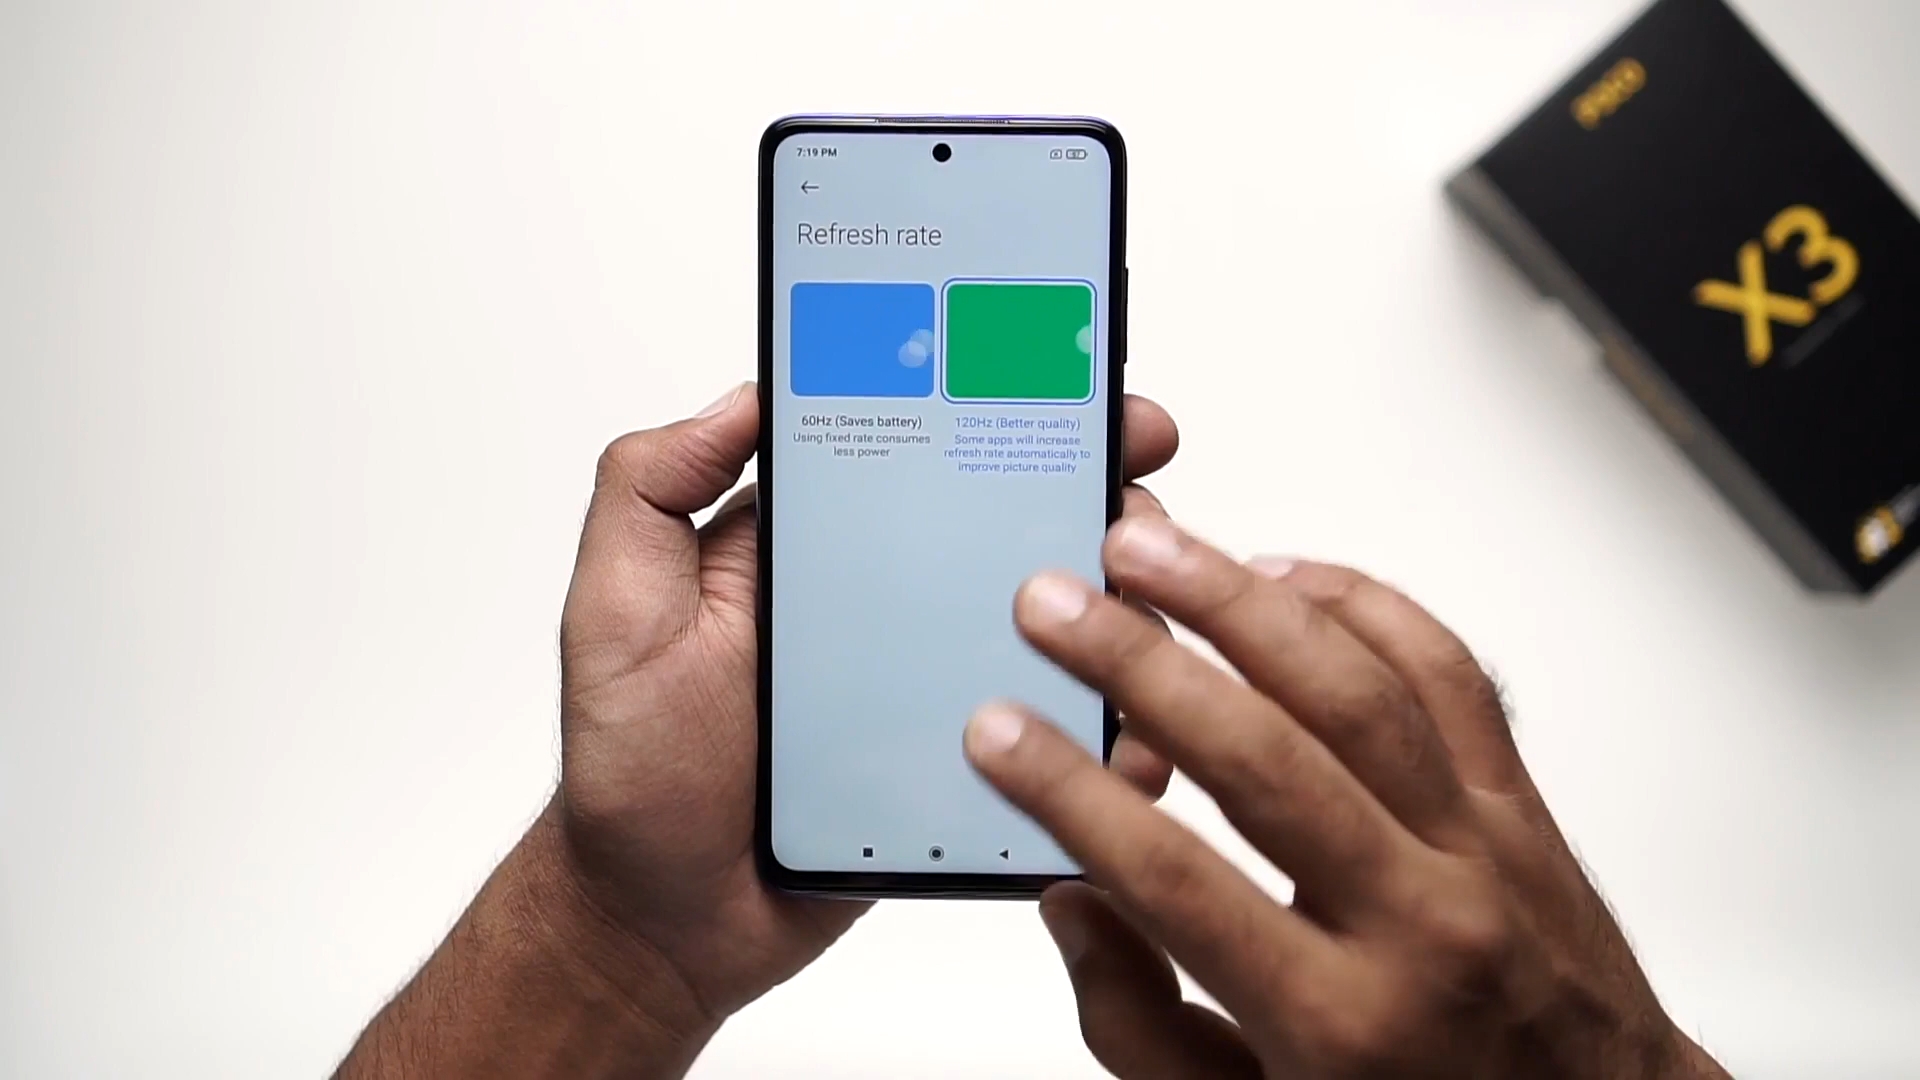 7:19 PM
Refresh rate
60Hz (Saves battery)
Using fixed rate consumes
less power
120Hz (Better quality)
Some apps will increase
refresh rate automatically to
improve picture quality
POCO
X3